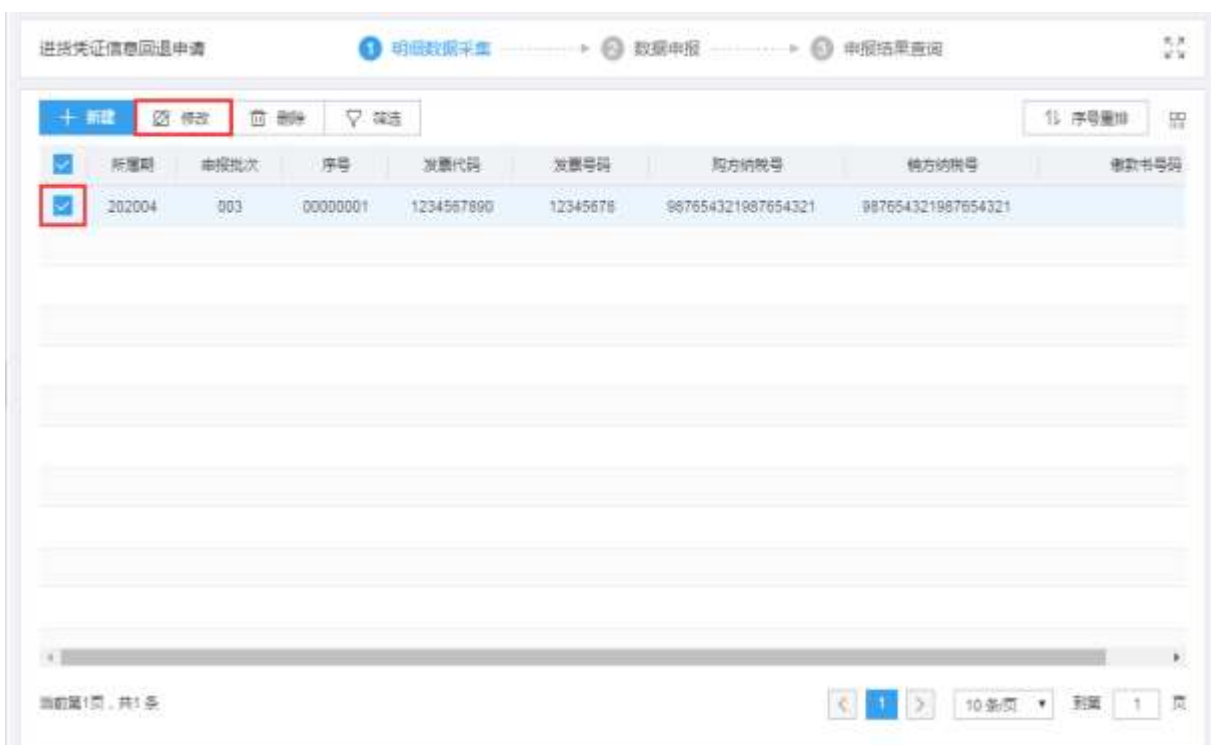 进货凭证信息回退申请 1 明细数据采集 2 数据申报 3 申报结果查询
新建 修改 删除 筛选 序号重排
所属期 申报批次 序号 发票代码 发票号码 购方纳税号 销方纳税号 缴款书号码
202004 003 00000001 1234567890 12345678 987654321987654321 987654321987654321
当前第1页，共1条 1 10条/页 到第 1 页